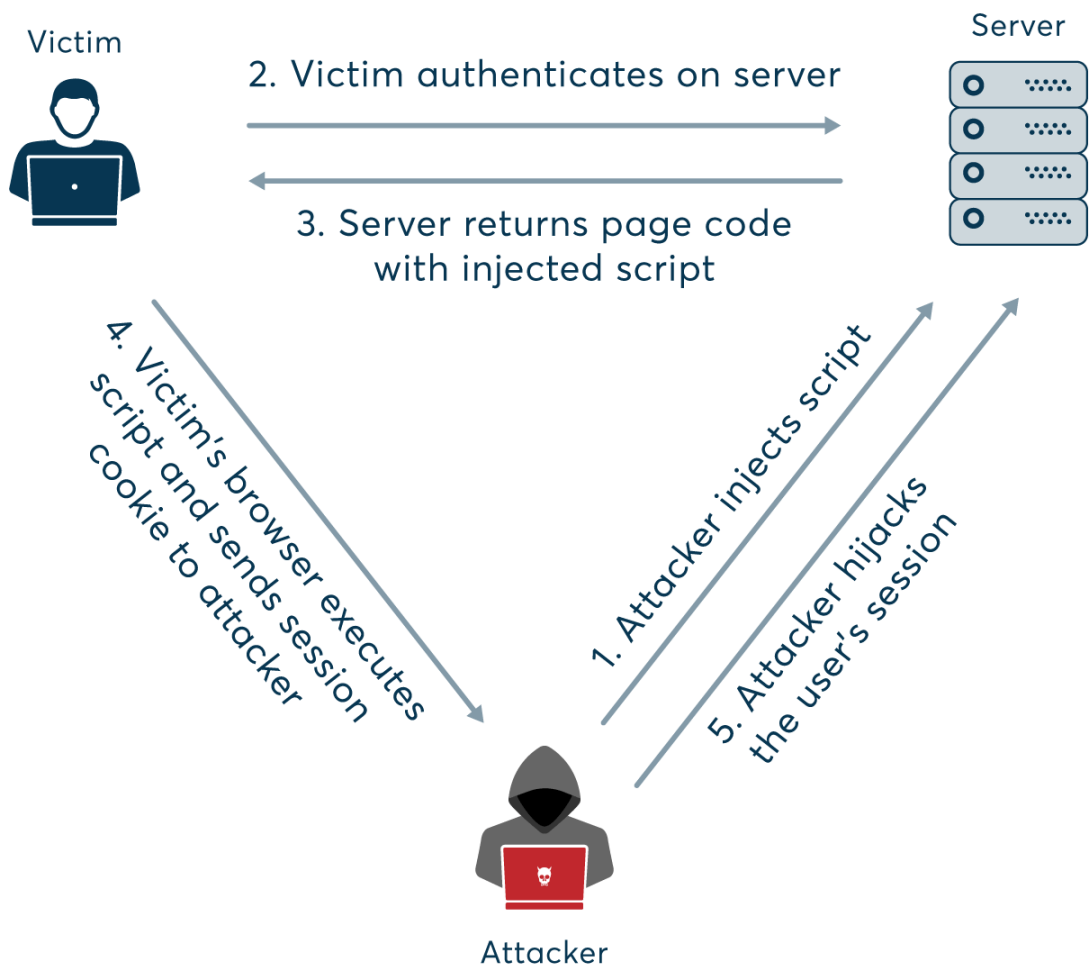 Victim
Server
2. Victim authenticates on server
3. Server returns page code
with injected script
4. Victim's browser executes
script and sends session
cookie to attacker
1. Attacker injects script
5. Attacker hijacks
the user's session
Attacker